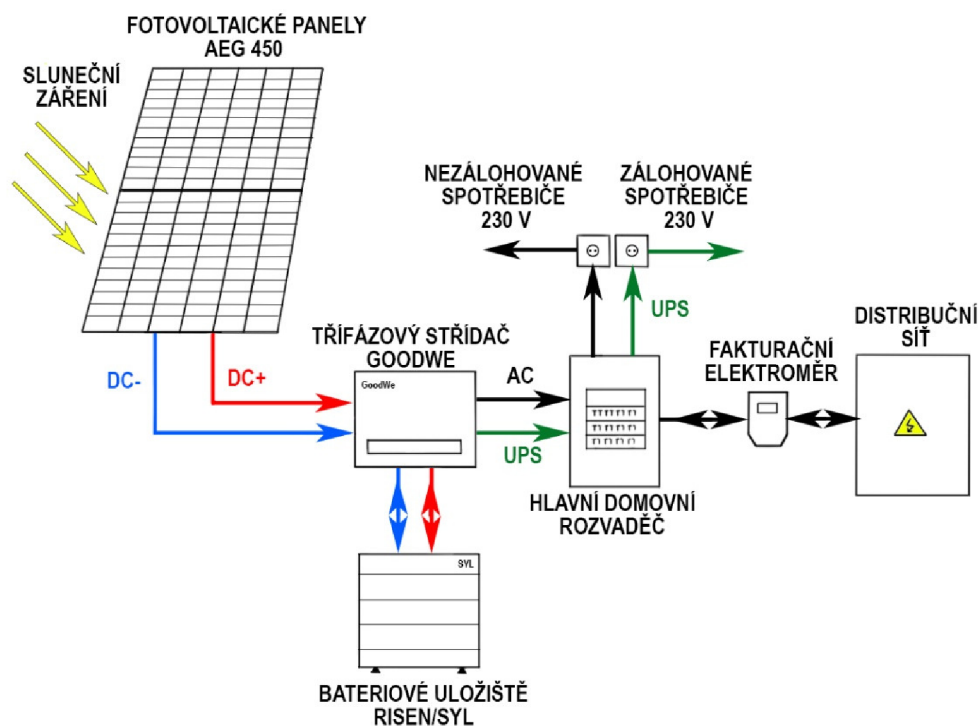 FOTOVOLTAICKÉ PANELY
AEG 450
SLUNEČNÍ
ZÁŘENÍ
NEZÁLOHOVANÉ
SPOTŘEBIČE
230 V
ZÁLOHOVANÉ
SPOTŘEBIČE
230 V
UPS
DISTRIBUČNÍ
SÍŤ
FAKTURAČNÍ
ELEKTROMĚR
TŘÍFÁZOVÝ STŘÍDAČ
GOODWE
DC-
DC+
GoodWe
AC
UPS
HLAVNÍ DOMOVNÍ
ROZVADĚČ
SYL
BATERIOVÉ ULOŽIŠTĚ
RISEN/SYL